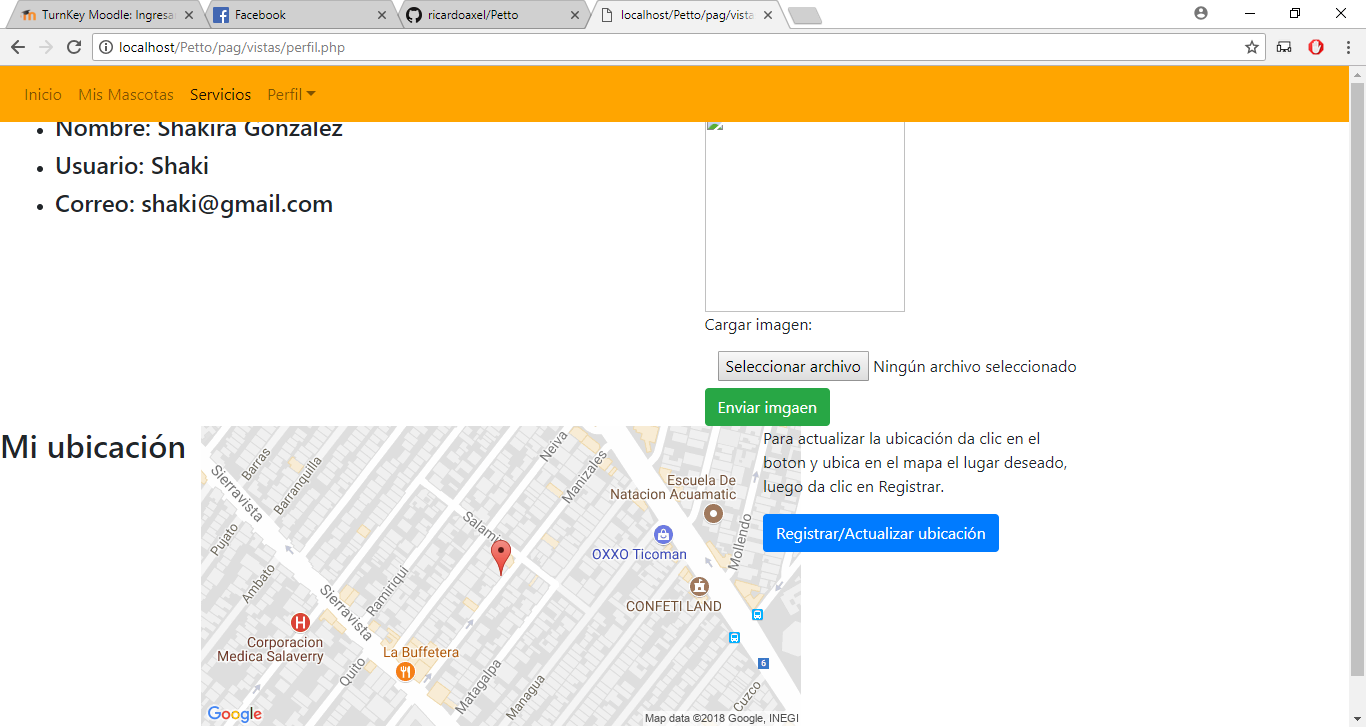 TurnKey Moodle: Ingresa
Facebook
ricardoaxel/Petto
localhost/Petto/pag/vista
localhost/Petto/pag/vistas/perfil.php
Inicio
Mis Mascotas
Servicios
Perfil
Nombre: Shakira Gonzalez
Usuario: Shaki
Correo: shaki@gmail.com
Cargar imagen:
Seleccionar archivo Ningún archivo seleccionado
Enviar imgaen
Mi ubicación
Para actualizar la ubicación da clic en el
boton y ubica en el mapa el lugar deseado,
luego da clic en Registrar.
Registrar/Actualizar ubicación
Barras
Barranquilla
Neiva
Manizales
Sierravista
Escuela De
Natacion Acuamatic
Pujato
Mollendo
OXXO Ticoman
Ambato
Ramiriqui
CONFETI LAND
Sierravista
Corporacion
Medica Salaverry
La Buffetera
6
Quito
Matagalpa
Managua
Cuzco
Google
Map data ©2018 Google, INEGI